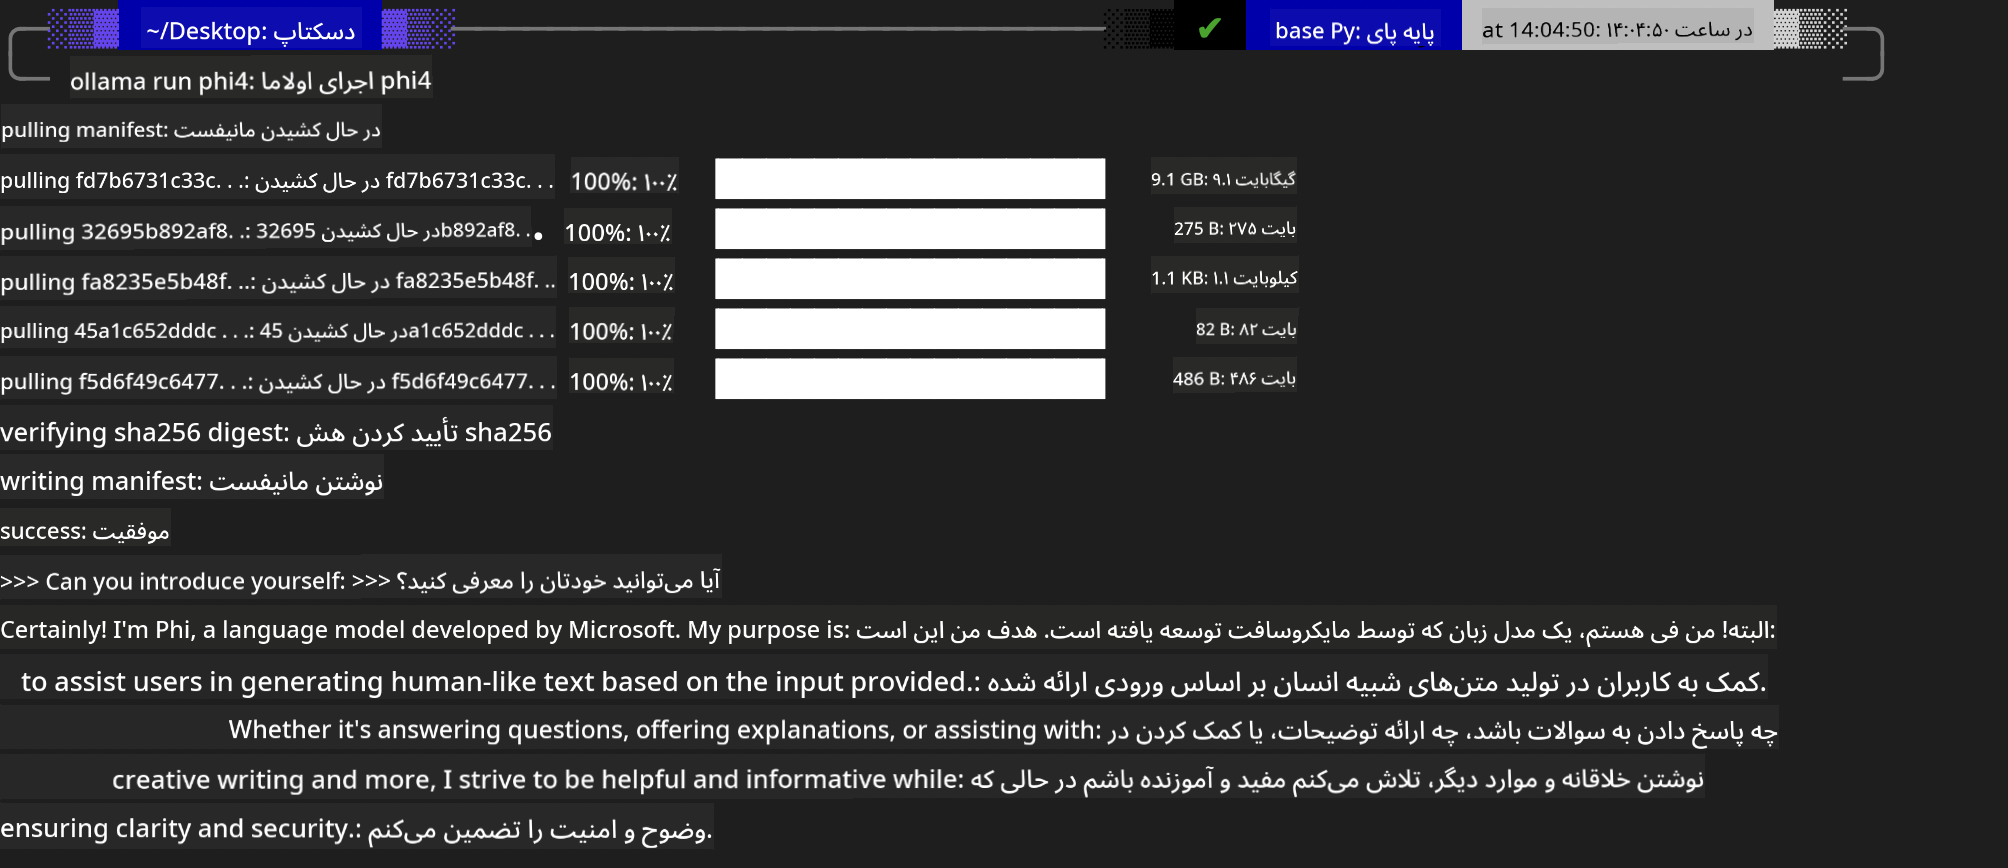 ~/Desktop: دسکتاپ ✔ base Py: پایه پای at 14:04:50: در ساعت ۱۴:۰۴:۵۰
ollama run phi4: اجرای اولاما phi4
pulling manifest: در حال کشیدن مانیفست
pulling fd7b6731c33c. . .: در حال کشیدن fd7b6731c33c. . . 100%: ۱۰۰٪ 9.1 GB: ۹.۱ گیگابایت
pulling 32695b892af8. .: در حال کشیدن 32695b892af8. . . 100%: ۱۰۰٪ 275 B: ۲۷۵ بایت
pulling fa8235e5b48f. ..: در حال کشیدن fa8235e5b48f. .. 100%: ۱۰۰٪ 1.1 KB: ۱.۱ کیلوبایت
pulling 45a1c652dddc . . .: در حال کشیدن 45a1c652dddc . . . 100%: ۱۰۰٪ 82 B: ۸۲ بایت
pulling f5d6f49c6477. . .: در حال کشیدن f5d6f49c6477. . . 100%: ۱۰۰٪ 486 B: ۴۸۶ بایت
verifying sha256 digest: تأیید کردن هش sha256
writing manifest: نوشتن مانیفست
success: موفقیت
>>> Can you introduce yourself: >>> آیا می‌توانید خودتان را معرفی کنید؟
Certainly! I'm Phi, a language model developed by Microsoft. My purpose is: البته! من فی هستم، یک مدل زبان که توسط مایکروسافت توسعه یافته است. هدف من این است:
to assist users in generating human-like text based on the input provided.: کمک به کاربران در تولید متن‌های شبیه انسان بر اساس ورودی ارائه شده.
Whether it's answering questions, offering explanations, or assisting with: چه پاسخ دادن به سوالات باشد، چه ارائه توضیحات، یا کمک کردن در
creative writing and more, I strive to be helpful and informative while: نوشتن خلاقانه و موارد دیگر، تلاش می‌کنم مفید و آموزنده باشم در حالی که
ensuring clarity and security.: وضوح و امنیت را تضمین می‌کنم.